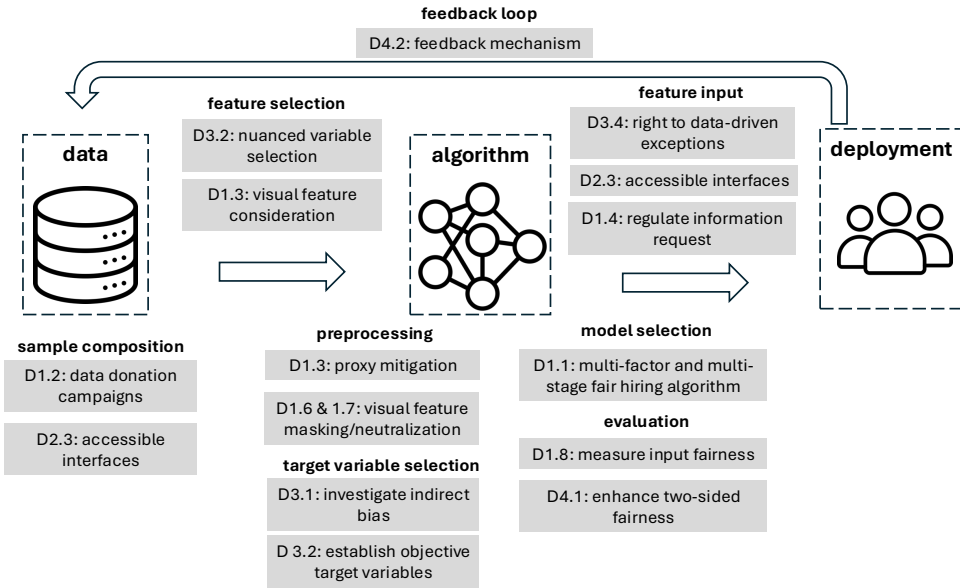 feedback loop
D4.2: feedback mechanism
feature selection
D3.2: nuanced variable
selection
D1.3: visual feature
consideration
feature input
D3.4: right to data-driven
exceptions
D2.3: accessible interfaces
D1.4: regulate information
request
data
algorithm
deployment
sample composition
D1.2: data donation
campaigns
D2.3: accessible
interfaces
preprocessing
D1.3: proxy mitigation
D1.6 & 1.7: visual feature
masking/neutralization
target variable selection
D3.1: investigate indirect
bias
D 3.2: establish objective
target variables
model selection
D1.1: multi-factor and multi-
stage fair hiring algorithm
evaluation
D1.8: measure input fairness
D4.1: enhance two-sided
fairness